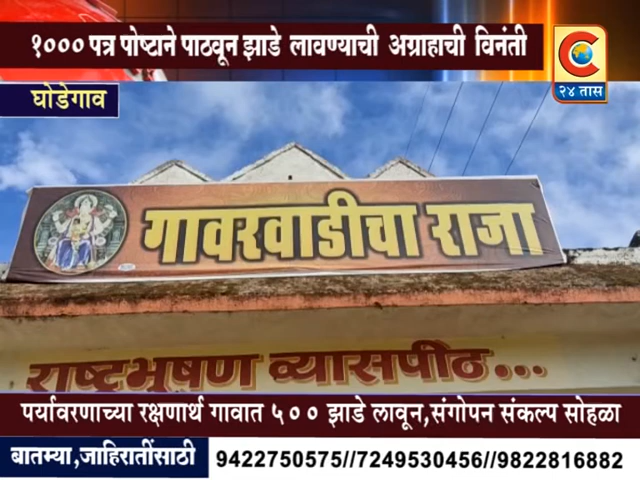 १००० पत्र पोष्टाने पाठवून झाडे लावण्याची अग्राहाची विनंती
C
२४ तास
घोडेगाव
गावरवाडीचा राजा
राष्ट्रभूषण व्यासपीठ...
पर्यावरणाच्या रक्षणार्थ गावात ५०० झाडे लावून,संगोपन संकल्प सोहळा
बातम्या,जाहिरातींसाठी
9422750575//7249530456//9822816882